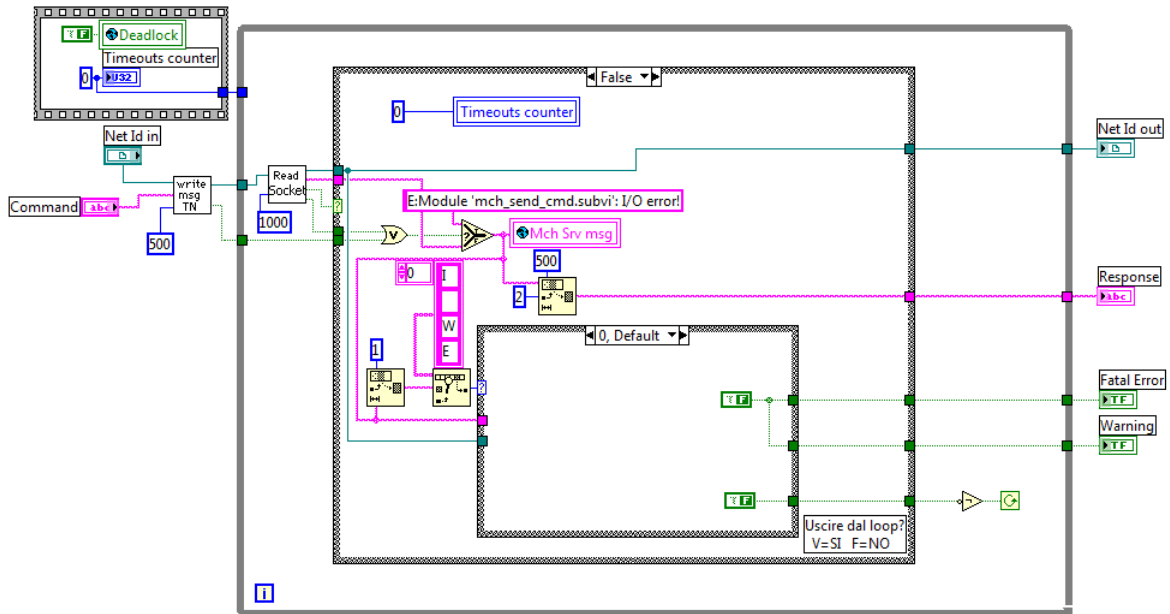 F
Deadlock
Timeouts counter
0
U32
False
0
Timeouts counter
Net Id in
Net Id out
write
msg
TN
Read
Socket
Command
abc
500
1000
?
E:Module 'mch_send_cmd.subvi': I/O error!
V
?
Mch Srv msg
0
I
W
E
500
2
Response
abc
0, Default
1
?
F
Fatal Error
TF
Warning
TF
F
Uscire dal loop?
V=SI F=NO
i